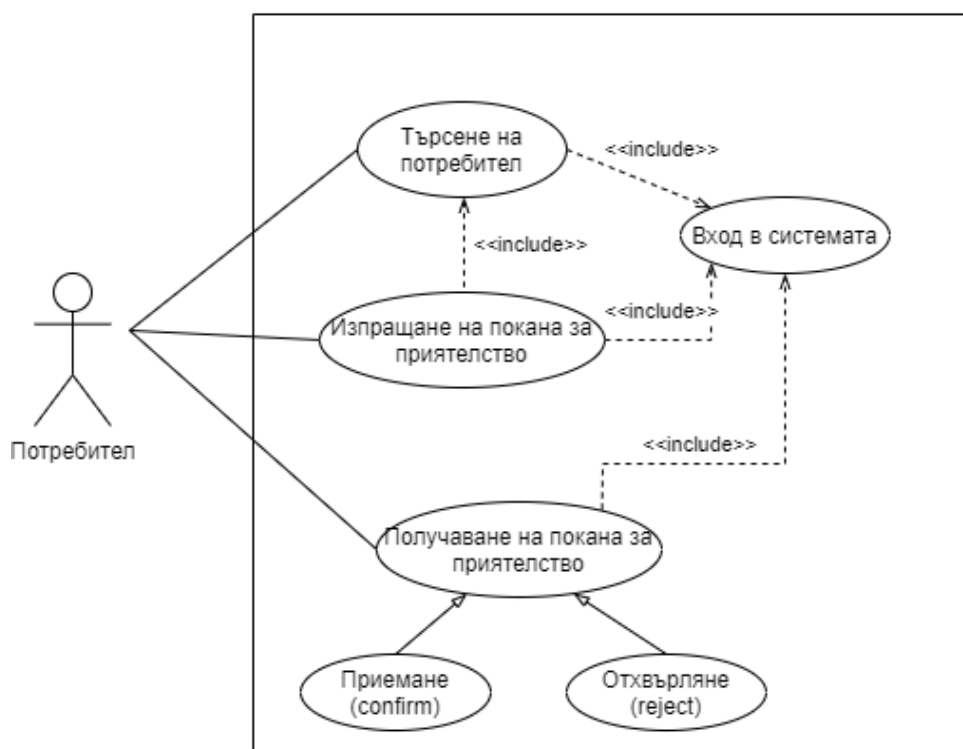 Търсене на
потребител
<<include>>
Вход в системата
<<include>>
Изпращане на покана за
приятелство
<<include>>
Потребител
<<include>>
Получаване на покана за
приятелство
Приемане
(confirm)
Отхвърляне
(reject)